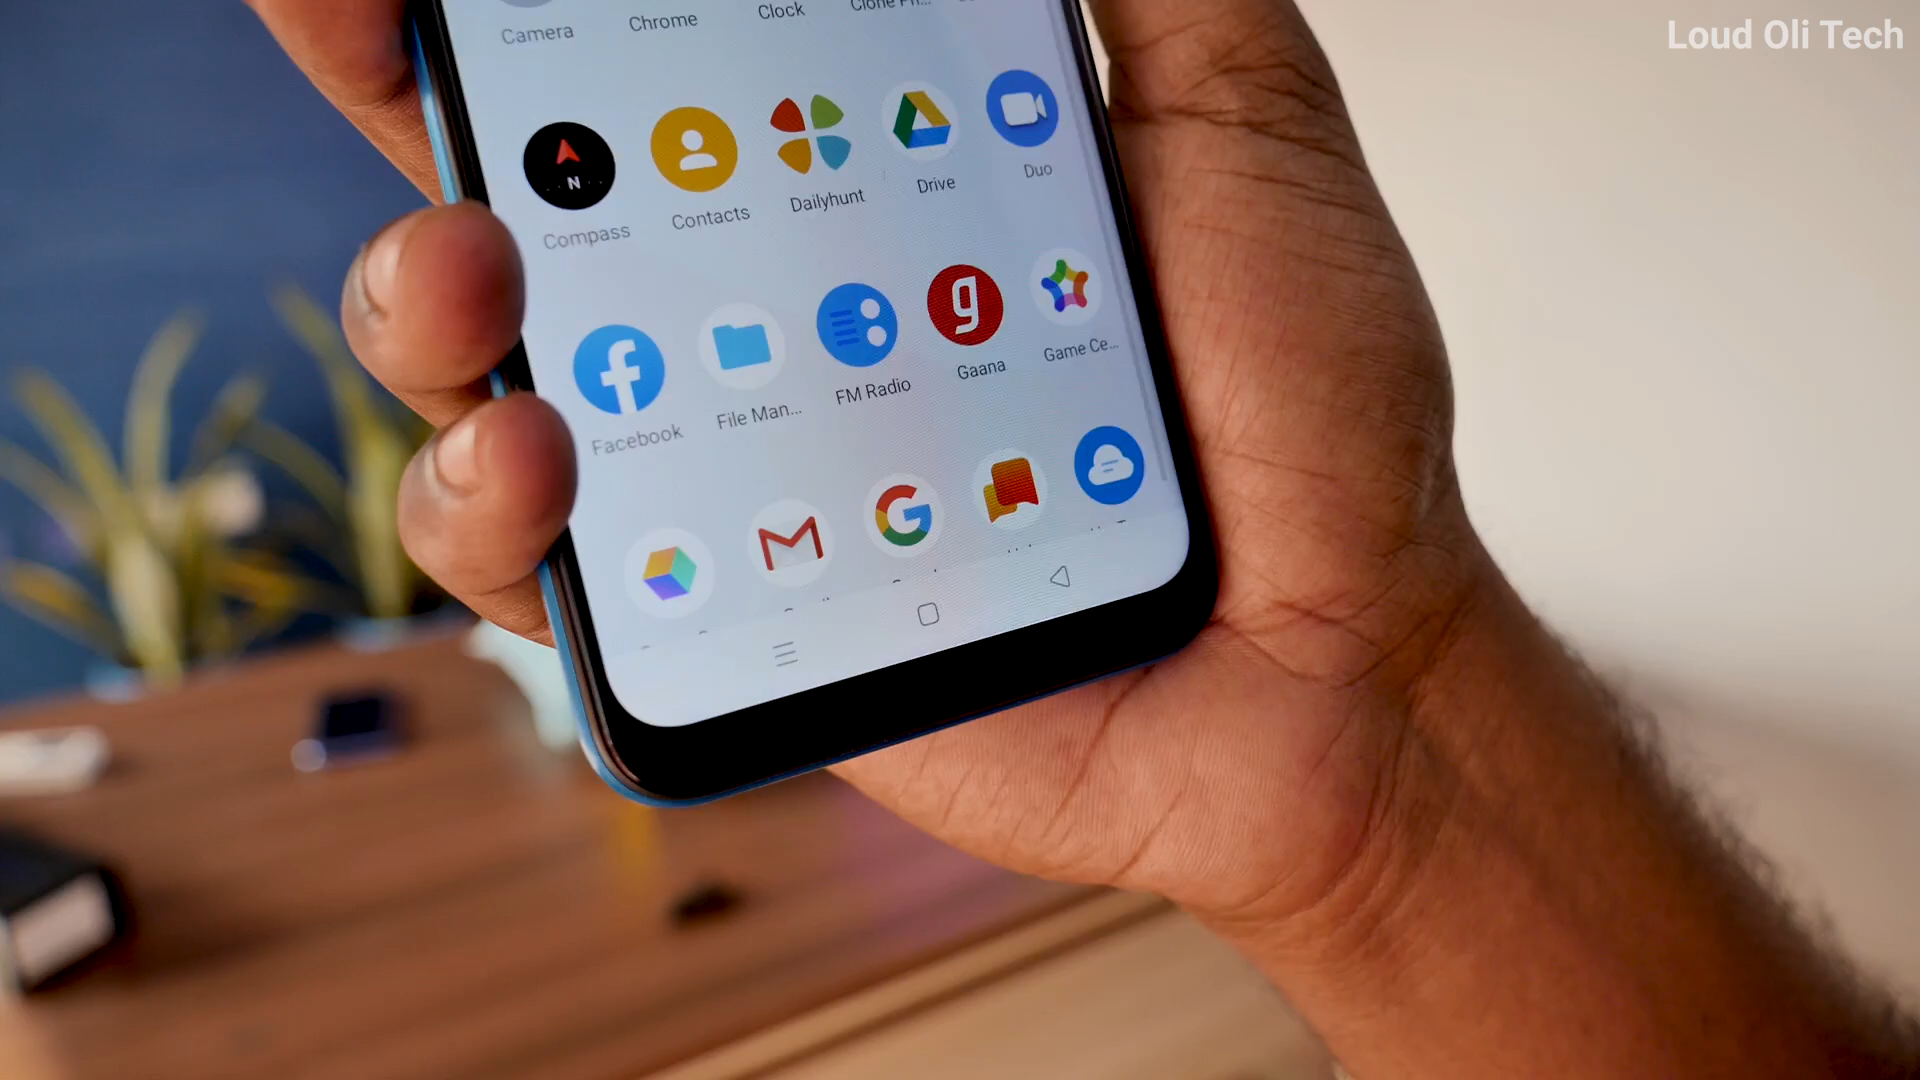 Loud Oli Tech
Camera
Chrome
Clock
Compass
N
Contacts
Dailyhunt
Drive
Duo
Facebook
File Man...
FM Radio
g
Gaana
Game Ce...